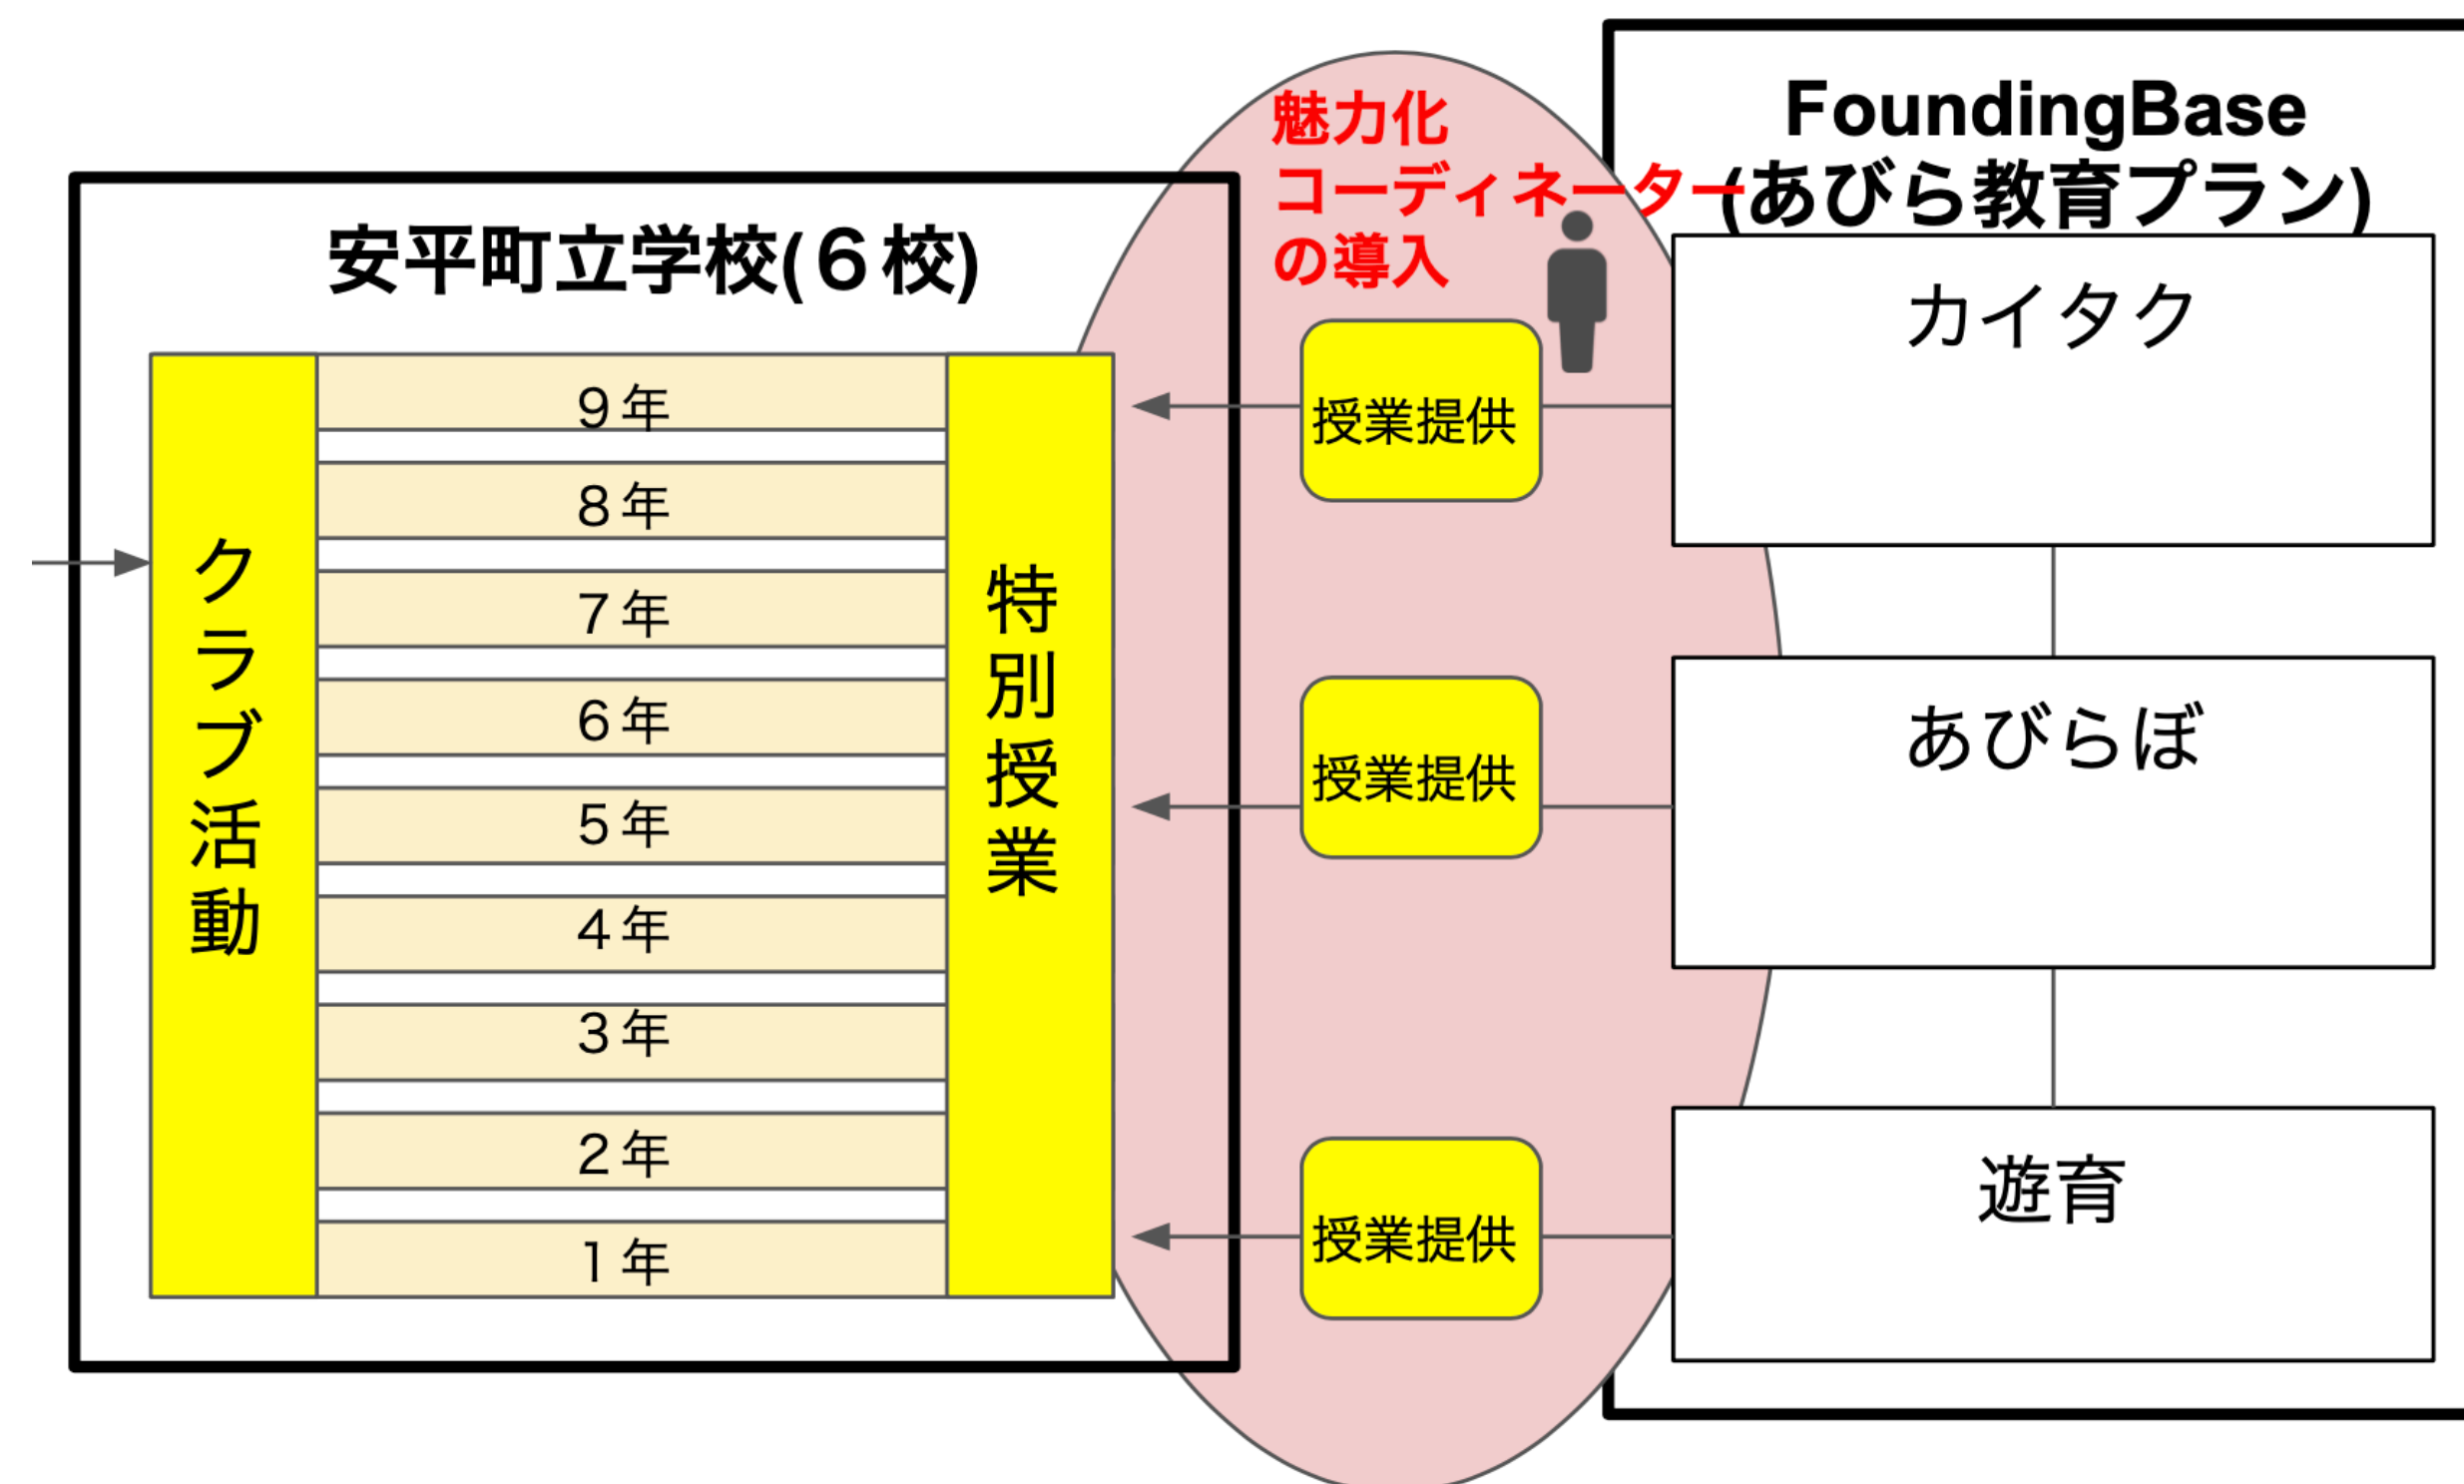 安平町立学校(6校)
クラブ活動
9年
8年
7年
6年
5年
4年
3年
2年
1年
特別授業
魅力化
コーディネーター
の導入
授業提供
授業提供
授業提供
FoundingBase
(あびら教育プラン)
カイタク
あびらぼ
遊育